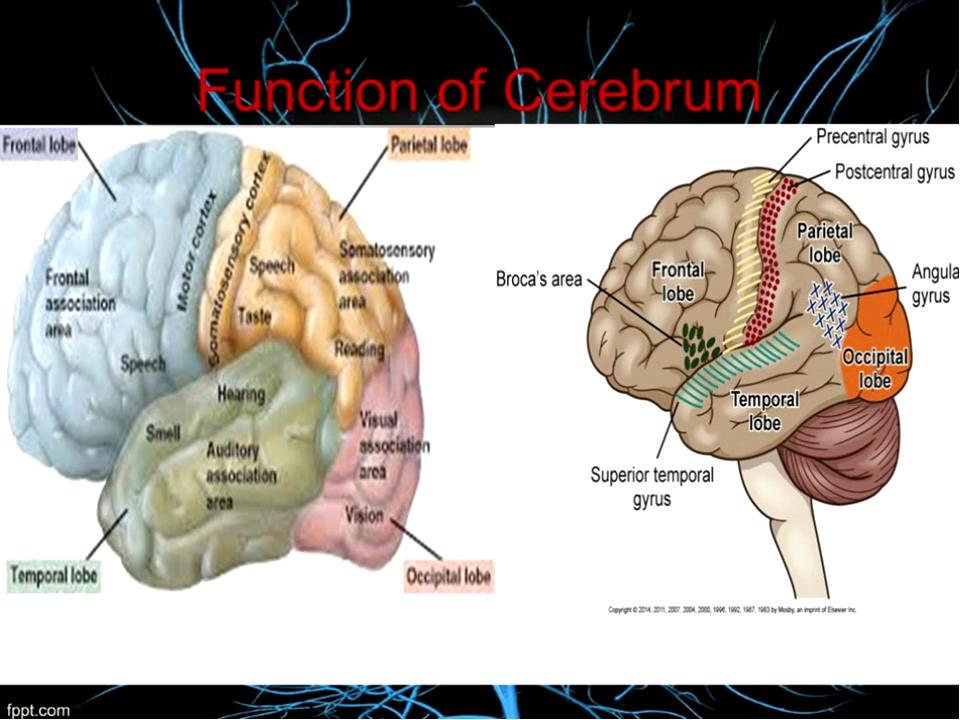 Function of Cerebrum
Frontal lobe
Parietal lobe
Motor cortex
Somatosensory cortex
Frontal
association
area
Speech
Speech
Taste
Somatosensory
association
area
Reading
Hearing
Smell
Auditory
association
area
Visual
association
area
Vision
Temporal lobe
Occipital lobe
Precentral gyrus
Postcentral gyrus
Parietal
lobe
Broca's area
Frontal
lobe
Angula
gyrus
Occipital
lobe
Temporal
lobe
Superior temporal
gyrus
Copyright © 2014, 2011, 2007, 2004, 2000, 1996, 1992, 1987, 1983 by Mosby, an imprint of Elsevier Inc.
fppt.com